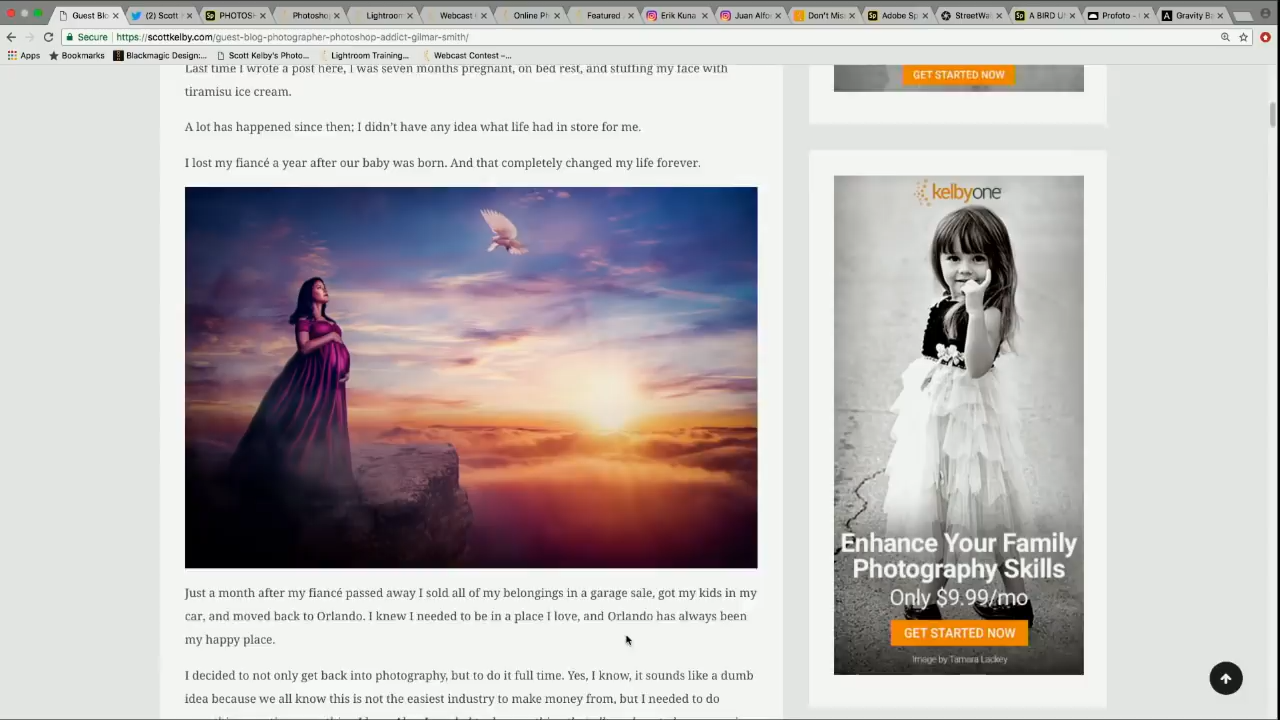 Guest Blo
(2) Scott
PHOTOS
Photoshop
Lightroom
Webcast
Online Ph
Featured
Erik Kuna
Juan Alfo
Don't Mis
Adobe Sp
StreetWal
A BIRD U
Profoto –
Gravity B
Secure
https://scottkelby.com/guest-blog-photographer-photoshop-addict-gilmar-smith/
Apps
Bookmarks
Blackmagic Design:...
Scott Kelby's Photo...
Lightroom Training...
Webcast Contest –...
Last time I wrote a post here, I was seven months pregnant, on bed rest, and stuffing my face with
tiramisu ice cream.
A lot has happened since then; I didn't have any idea what life had in store for me.
I lost my fiancé a year after our baby was born. And that completely changed my life forever.
Just a month after my fiancé passed away I sold all of my belongings in a garage sale, got my kids in my
car, and moved back to Orlando. I knew I needed to be in a place I love, and Orlando has always been
my happy place.
I decided to not only get back into photography, but to do it full time. Yes, I know, it sounds like a dumb
idea because we all know this is not the easiest industry to make money from, but I needed to do
GET STARTED NOW
kelbyone
Enhance Your Family
Photography Skills
Only $9.99/mo
GET STARTED NOW
Image by Tamara Lackey